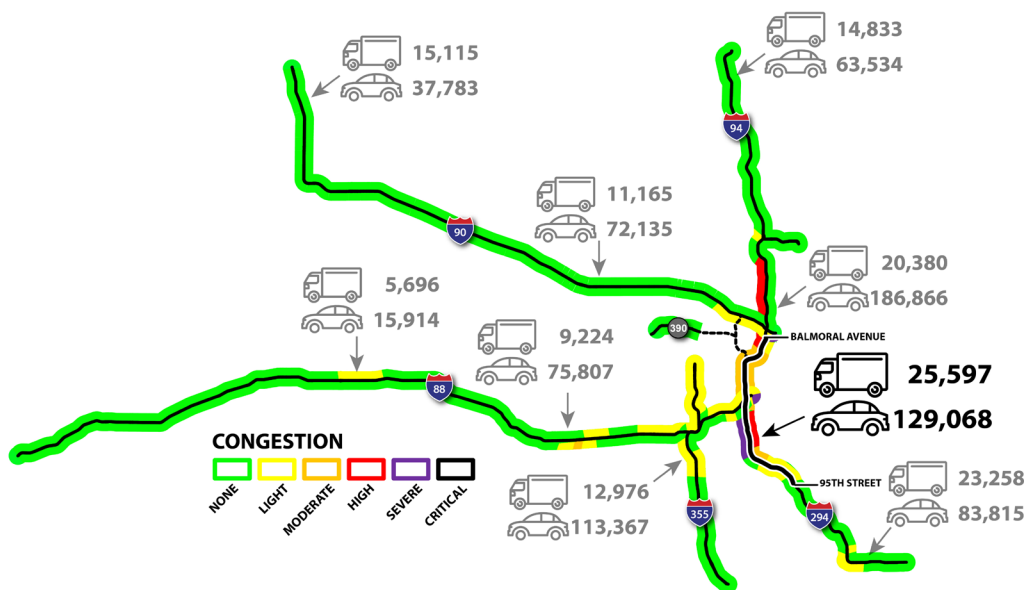 14,833
63,534
15,115
37,783
94
11,165
72,135
90
20,380
186,866
5,696
15,914
390
BALMORAL AVENUE
9,224
75,807
25,597
129,068
88
CONGESTION
NONE
LIGHT
MODERATE
HIGH
SEVERE
CRITICAL
12,976
113,367
355
95TH STREET
23,258
83,815
294